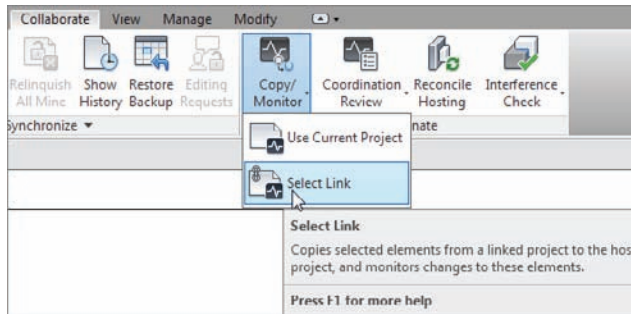 Collaborate View Manage Modify
Relinquish Show Restore Editing Copy/ Coordination Reconcile Interference
All Mine History Backup Requests Monitor Review Hosting Check
Synchronize nate
Use Current Project
Select Link
Select Link
Copies selected elements from a linked project to the hos
project, and monitors changes to these elements.
Press F1 for more help